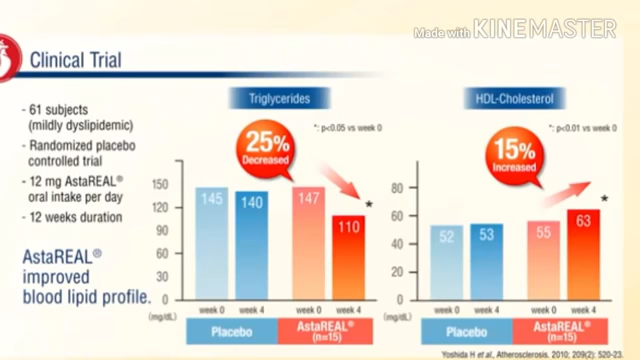 Made with KINEMASTER
Clinical Trial
- 61 subjects
(mildly dyslipidemic)
- Randomized placebo
controlled trial
- 12 mg AstaREAL®
oral intake per day
- 12 weeks duration
AstaREAL®
improved
blood lipid profile.
Triglycerides
*: p<0.05 vs week 0
25%
Decreased
150
120
90
60
30
0
(mg/dL)
145
140
147
110
*
week 0
week 4
week 0
week 4
Placebo
AstaREAL®
(n=15)
HDL-Cholesterol
*: p<0.01 vs week 0
15%
Increased
80
60
40
20
0
(mg/dL)
52
53
55
63
*
week 0
week 4
week 0
week 4
Placebo
AstaREAL®
(n=15)
Yoshida H et al., Atherosclerosis. 2010; 209(2): 520-23.